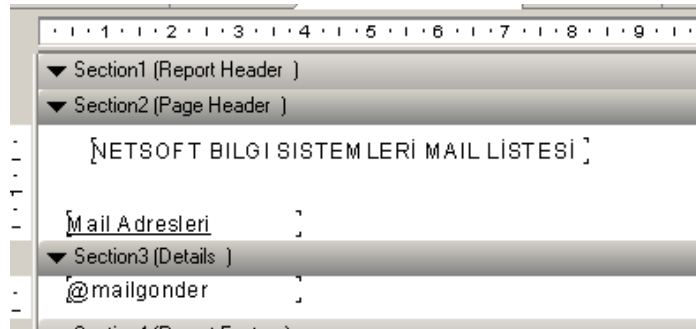 1 2 3 4 5 6 7 8 9
Section1 (Report Header )
Section2 (Page Header )
NETSOFT BILGI SISTEMLERİ MAIL LİSTESİ
1
Mail Adresleri
Section3 (Details )
@mailgonder